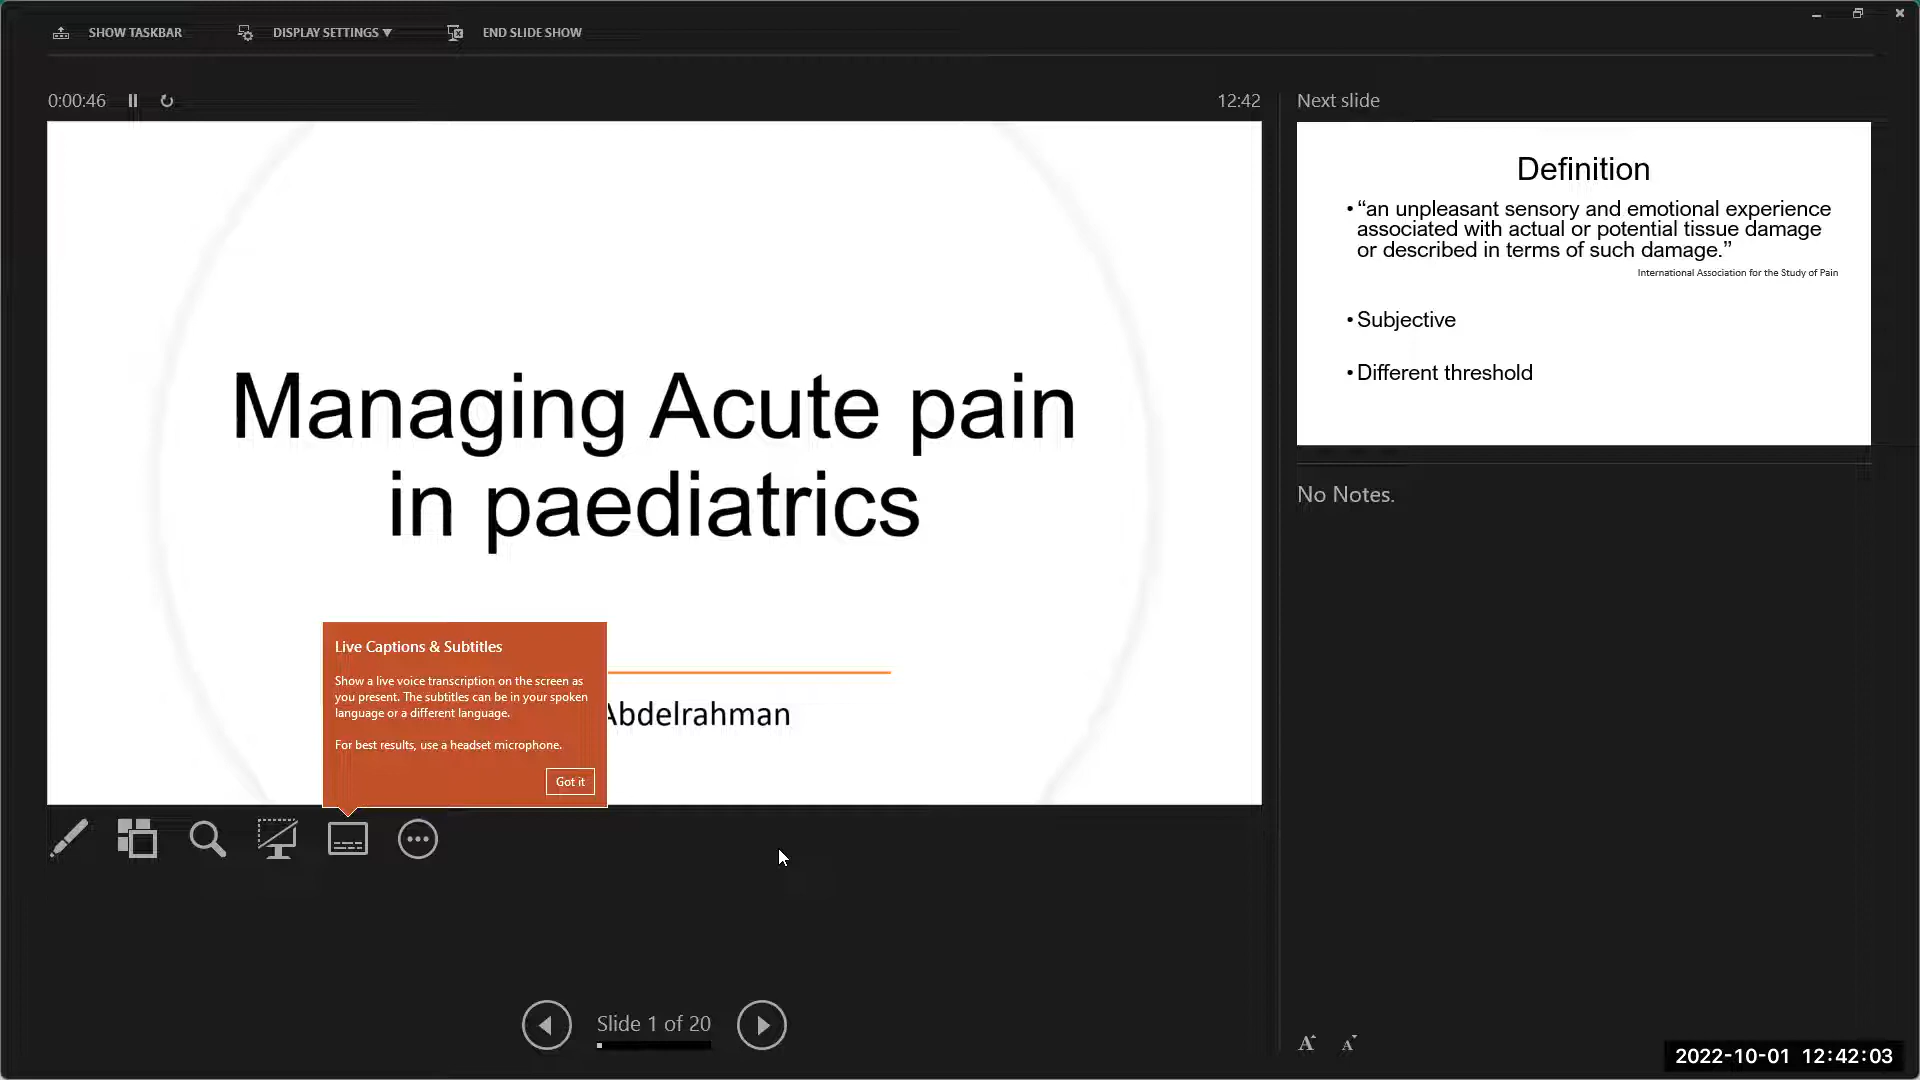 SHOW TASKBAR
DISPLAY SETTINGS ▼
END SLIDE SHOW
0:00:46
12:42
Managing Acute pain
in paediatrics
Live Captions & Subtitles
Show a live voice transcription on the screen as
you present. The subtitles can be in your spoken
language or a different language.
For best results, use a headset microphone.
Got it
Abdelrahman
Slide 1 of 20
Next slide
Definition
• “an unpleasant sensory and emotional experience
associated with actual or potential tissue damage
or described in terms of such damage.”
International Association for the Study of Pain
• Subjective
• Different threshold
No Notes.
A A
2022-10-01 12:42:03